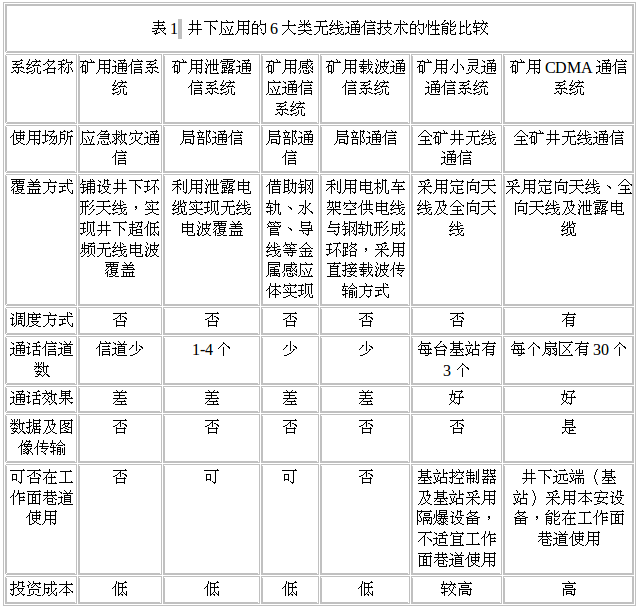 表1 井下应用的6大类无线通信技术的性能比较
系统名称
矿用通信系
统
矿用泄露通
信系统
矿用感
应通信
系统
矿用载波通
信系统
矿用小灵通
通信系统
矿用CDMA通信
系统
使用场所
应急救灾通
信
局部通信
局部通
信
局部通信
全矿井无线
通信
全矿井无线通信
覆盖方式
铺设井下环
形天线，实
现井下超低
频无线电波
覆盖
利用泄露电
缆实现无线
电波覆盖
借助钢
轨、水
管、导
线等金
属感应
体实现
利用电机车
架空供电线
与钢轨形成
环路，采用
直接载波传
输方式
采用定向天
线及全向天
线
采用定向天线、全
向天线及泄露电
缆
调度方式
否
否
否
否
否
有
通话信道
数
信道少
1-4个
少
少
每台基站有
3个
每个扇区有30个
通话效果
差
差
差
差
好
好
数据及图
像传输
否
否
否
否
否
是
可否在工
作面巷道
使用
否
可
可
否
基站控制器
及基站采用
隔爆设备，
不适宜工作
面巷道使用
井下远端（基
站）采用本安设
备，能在工作面
巷道使用
投资成本
低
低
低
低
较高
高